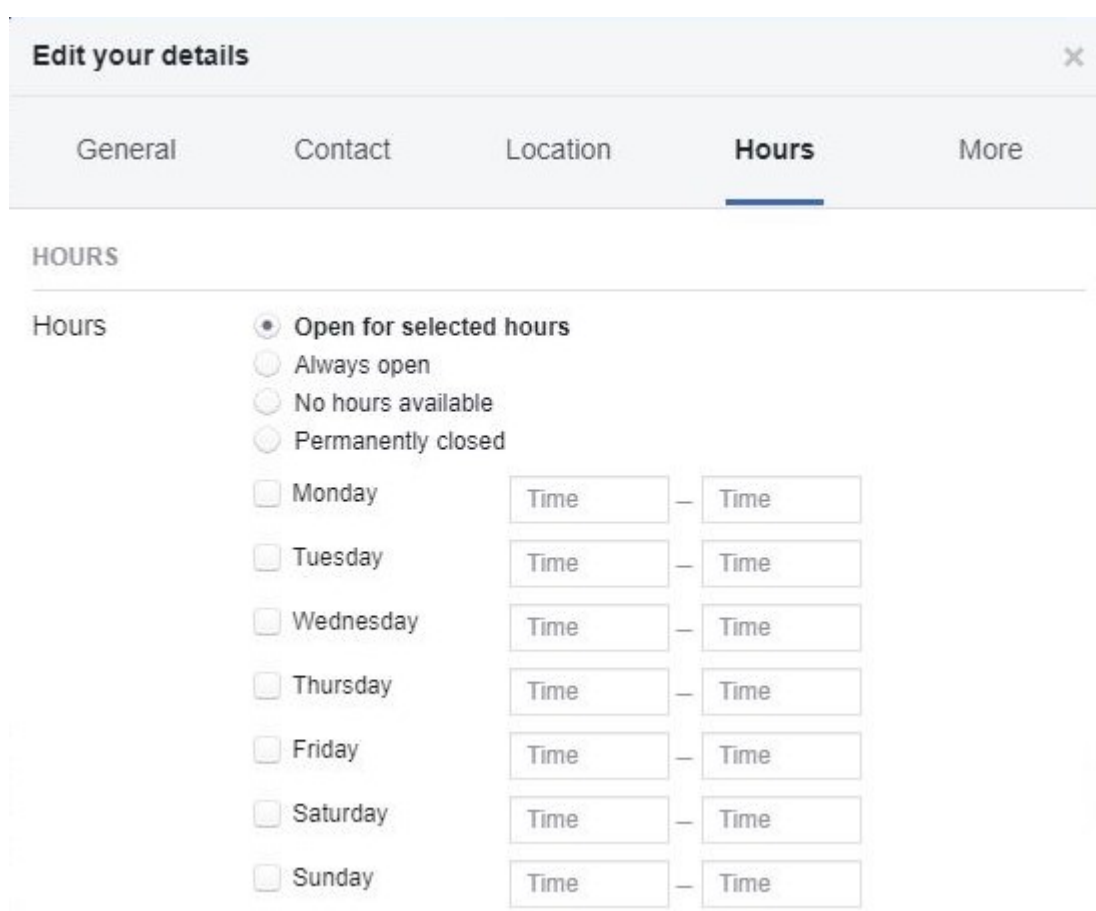 Edit your details ×
General Contact Location Hours More
HOURS
Hours Open for selected hours
Always open
No hours available
Permanently closed
Monday Time – Time
Tuesday Time – Time
Wednesday Time – Time
Thursday Time – Time
Friday Time – Time
Saturday Time – Time
Sunday Time – Time